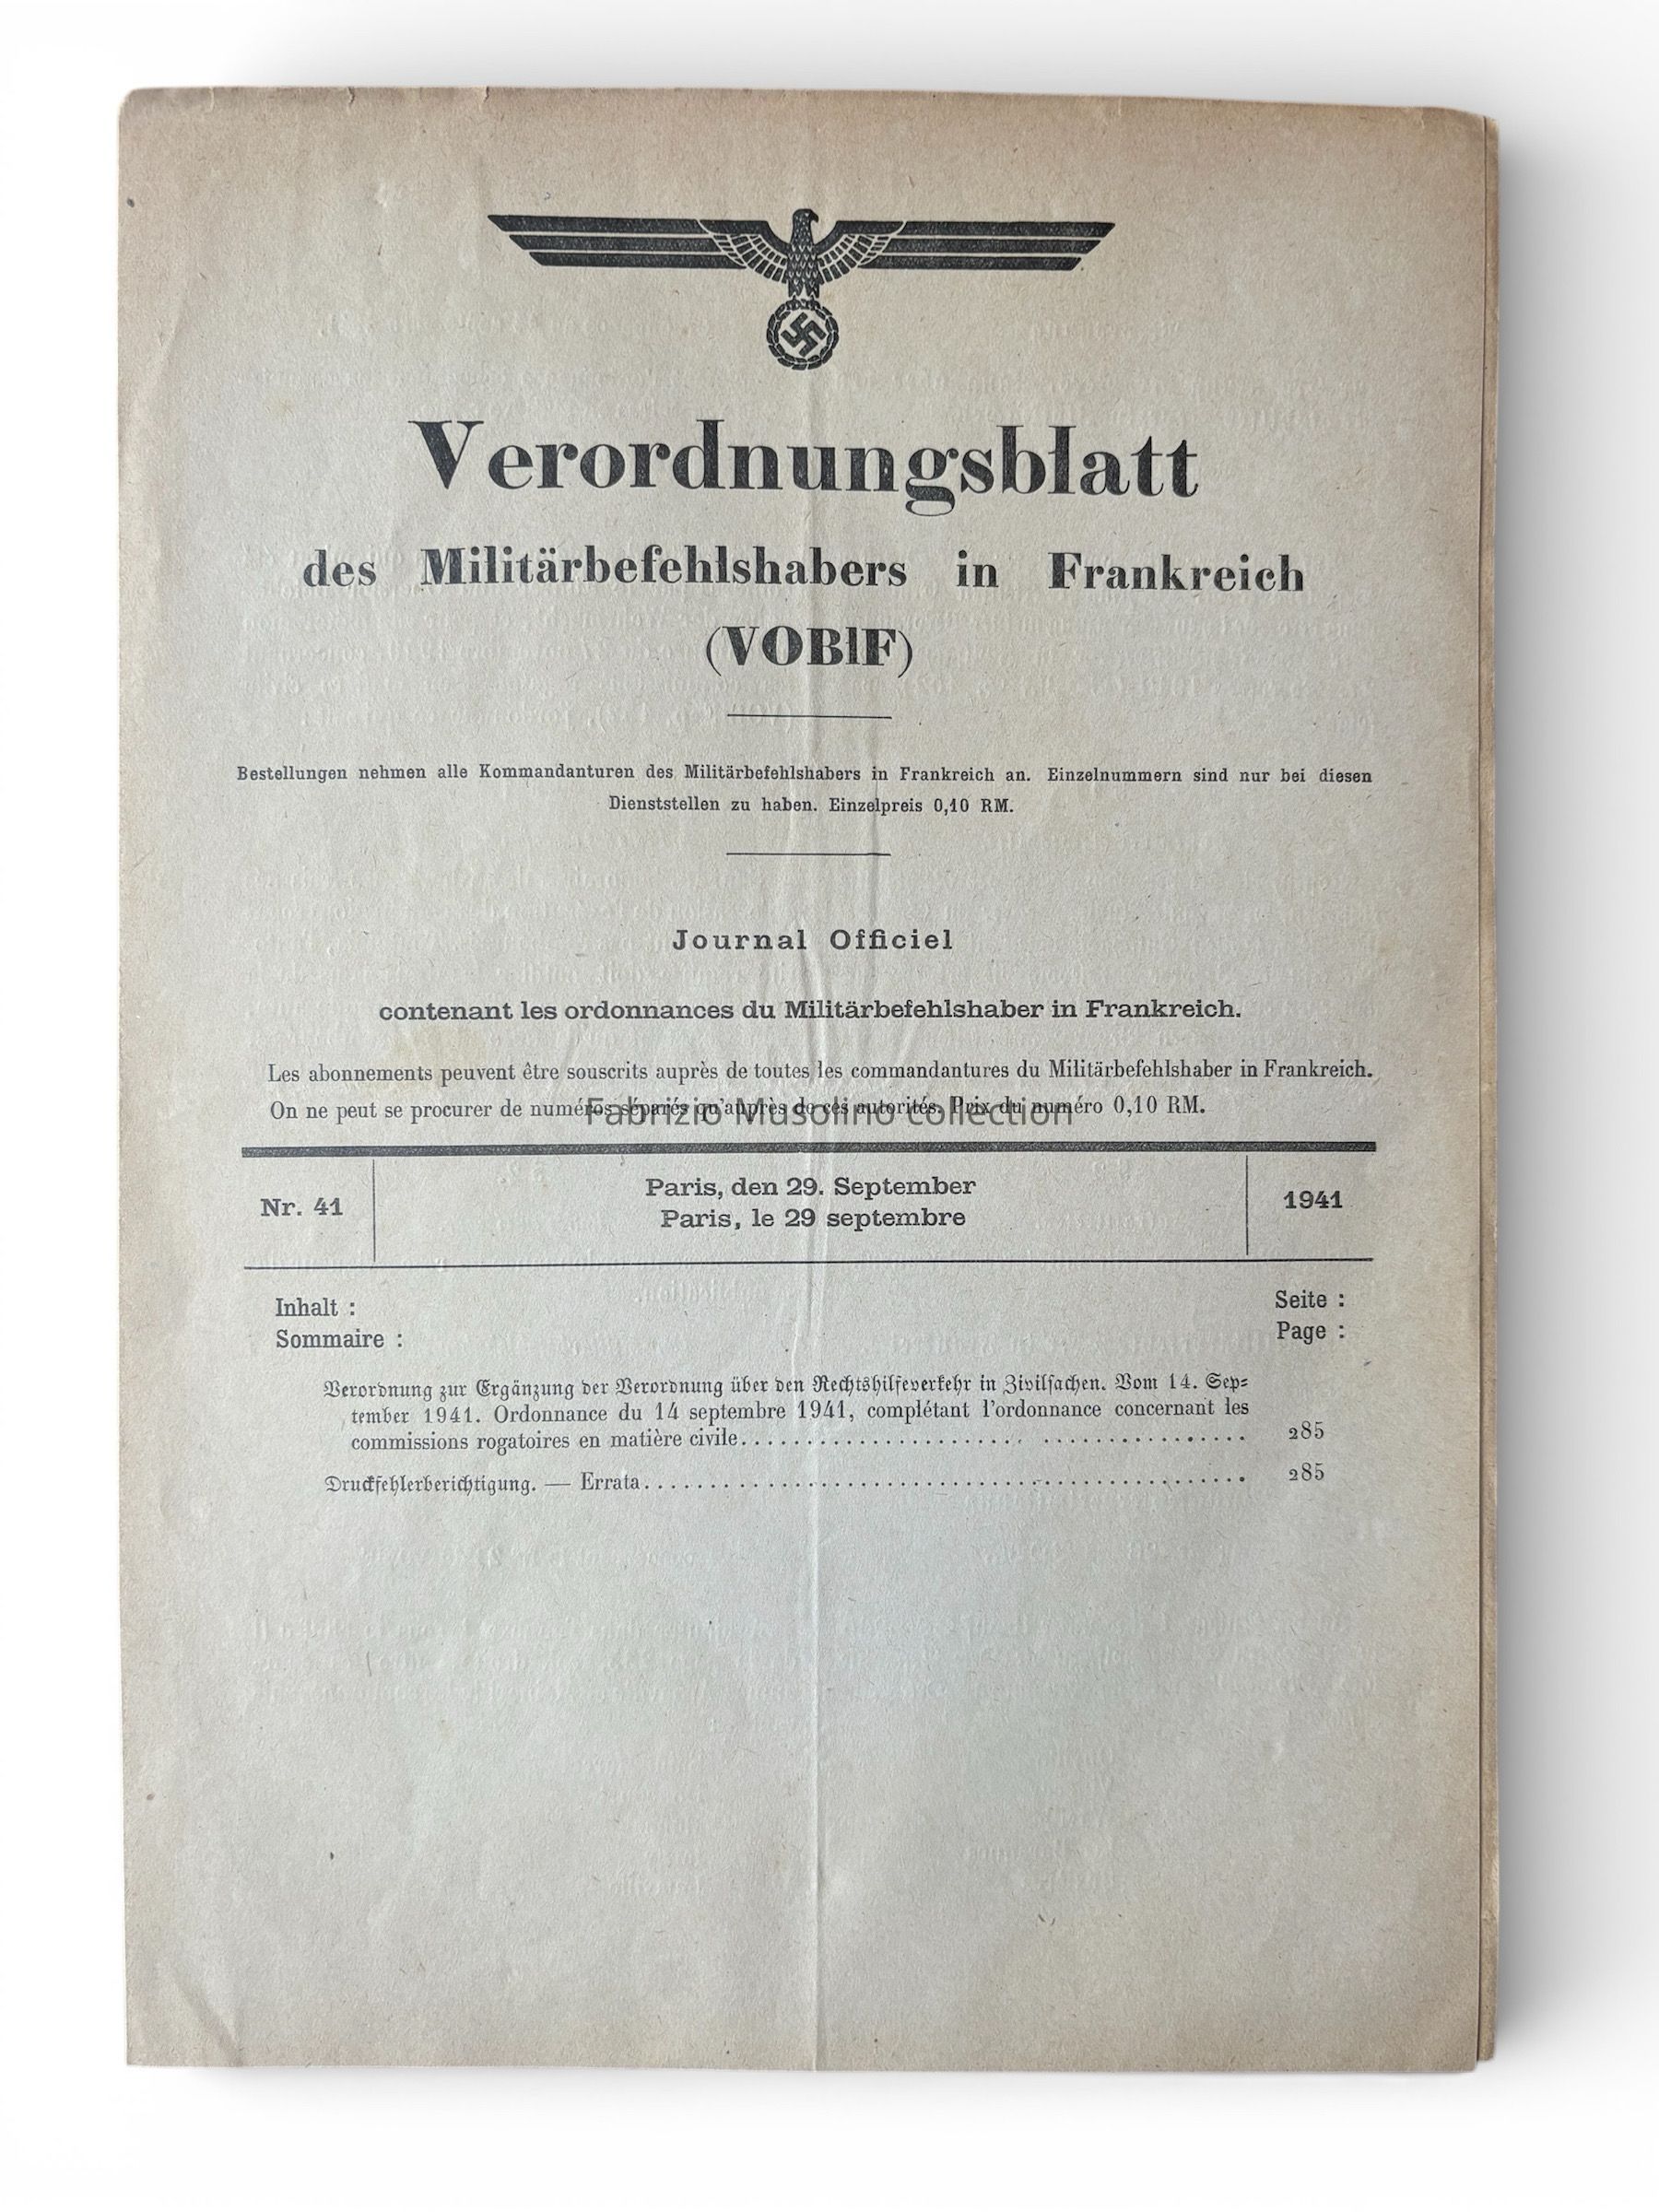 Verordnungsblatt
des Militärbefehlshabers in Frankreich
(VOBlF)
Bestellungen nehmen alle Kommandanturen des Militärbefehlshabers in Frankreich an. Einzelnummern sind nur bei diesen
Dienststellen zu haben. Einzelpreis 0,10 RM.
Journal Officiel
contenant les ordonnances du Militärbefehlshaber in Frankreich.
Les abonnements peuvent être souscrits auprès de toutes les commandantures du Militärbefehlshaber in Frankreich.
On ne peut se procurer de numéros séparés qu'auprès de ces autorités. Prix du numéro 0,10 RM.
Fabrizio Musolino collection
Nr. 41
Paris, den 29. September
Paris, le 29 septembre
1941
Inhalt :
Sommaire :
Seite :
Page :
Verordnung zur Ergänzung der Verordnung über den Rechtshilfeverkehr in Zivilsachen. Vom 14. Sep-
tember 1941. Ordonnance du 14 septembre 1941, complétant l'ordonnance concernant les
commissions rogatoires en matière civile........................................ 285
Druckfehlerberichtigung. — Errata.................................................. 285